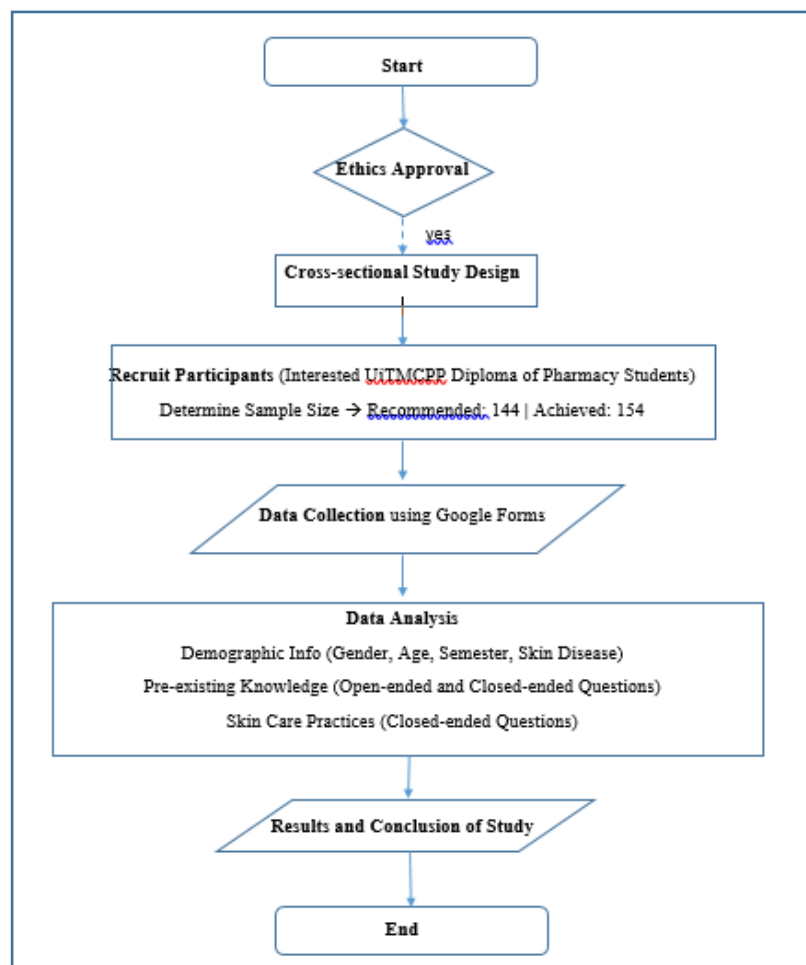 Start
Ethics Approval
yes
Cross-sectional Study Design
Recruit Participants (Interested UiTMCPP Diploma of Pharmacy Students)
Determine Sample Size → Recommended: 144 | Achieved: 154
Data Collection using Google Forms
Data Analysis
Demographic Info (Gender, Age, Semester, Skin Disease)
Pre-existing Knowledge (Open-ended and Closed-ended Questions)
Skin Care Practices (Closed-ended Questions)
Results and Conclusion of Study
End